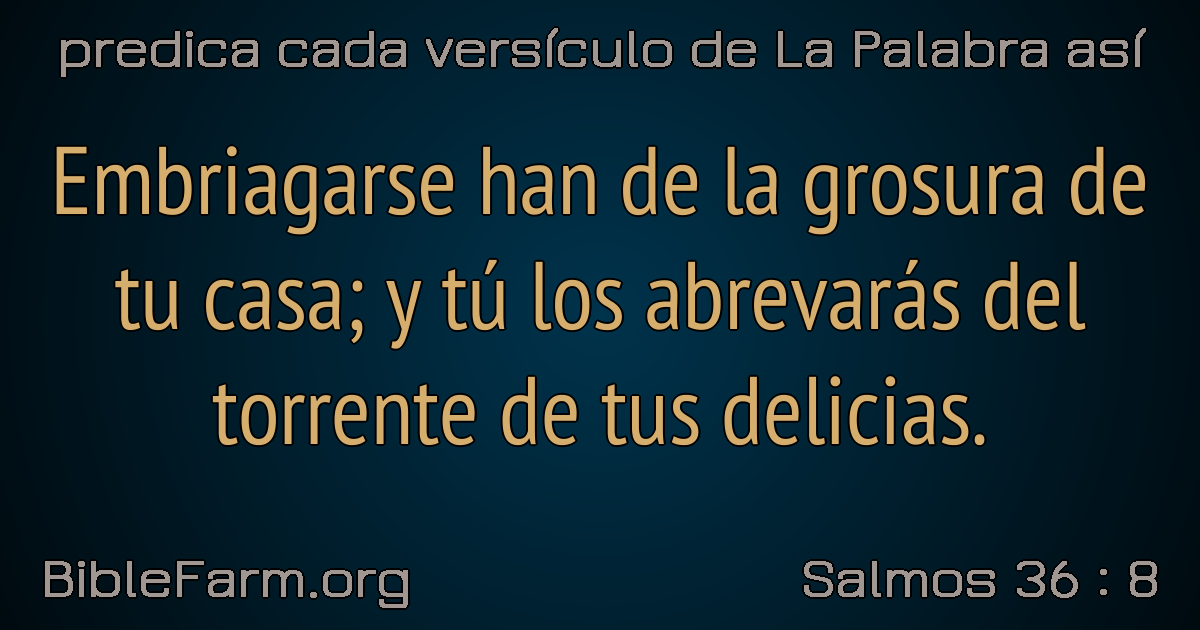 predica cada versículo de La Palabra así
Embriagarse han de la grosura de
tu casa; y tú los abrevarás del
torrente de tus delicias.
BibleFarm.org
Salmos 36 : 8